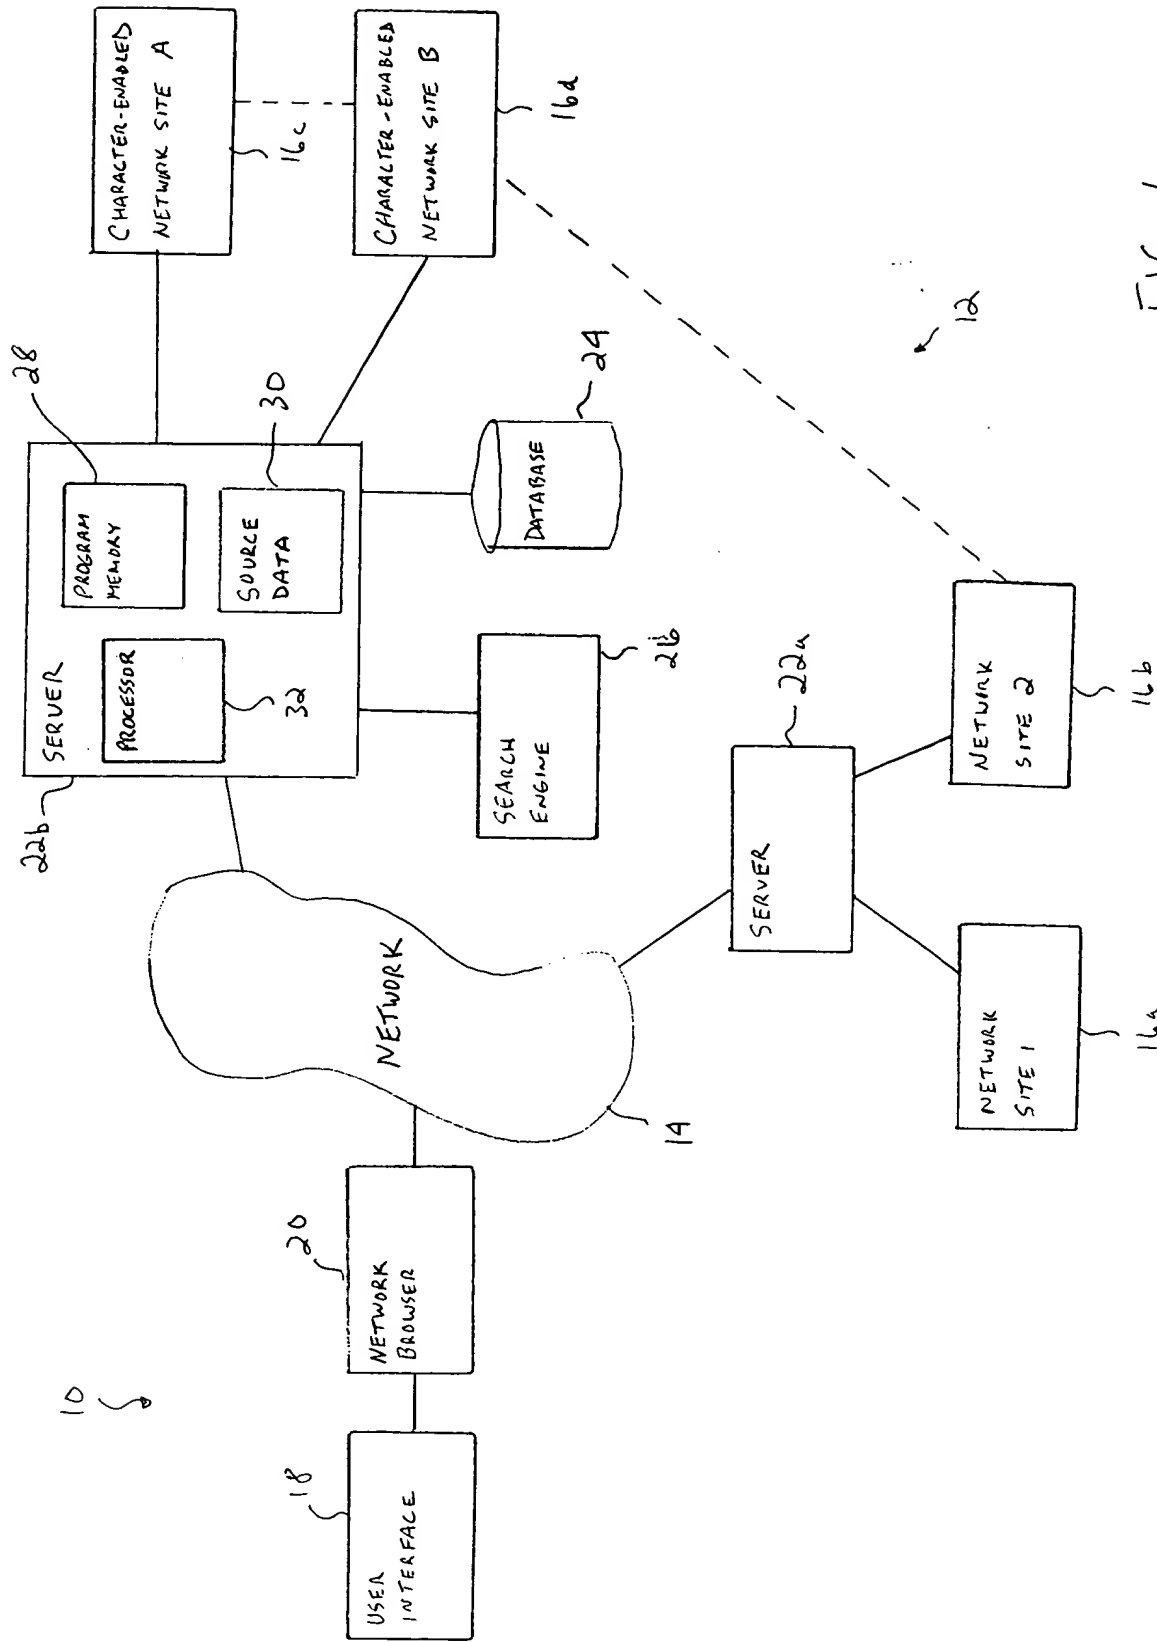 10
18
USER
INTERFACE
20
NETWORK
BROWSER
NETWORK
14
22b
SERVER
PROCESSOR
32
PROGRAM
MEMORY
28
SOURCE
DATA
30
SEARCH
ENGINE
26
DATABASE
24
CHARACTER-ENABLED
NETWORK SITE A
16c
CHARACTER-ENABLED
NETWORK SITE B
16d
SERVER
22a
NETWORK
SITE 1
16a
NETWORK
SITE 2
16b
12
FIG. 1